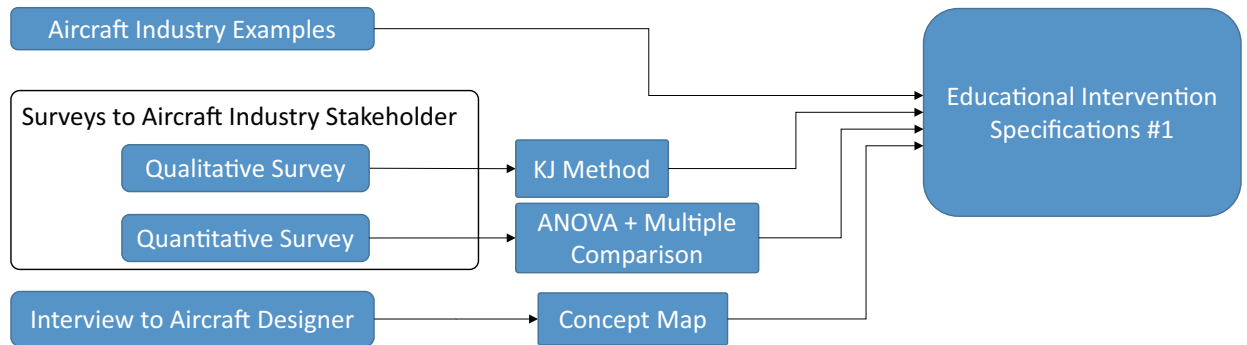 Aircraft Industry Examples
Surveys to Aircraft Industry Stakeholder
Qualitative Survey
KJ Method
Quantitative Survey
ANOVA + Multiple
Comparison
Interview to Aircraft Designer
Concept Map
Educational Intervention
Specifications #1